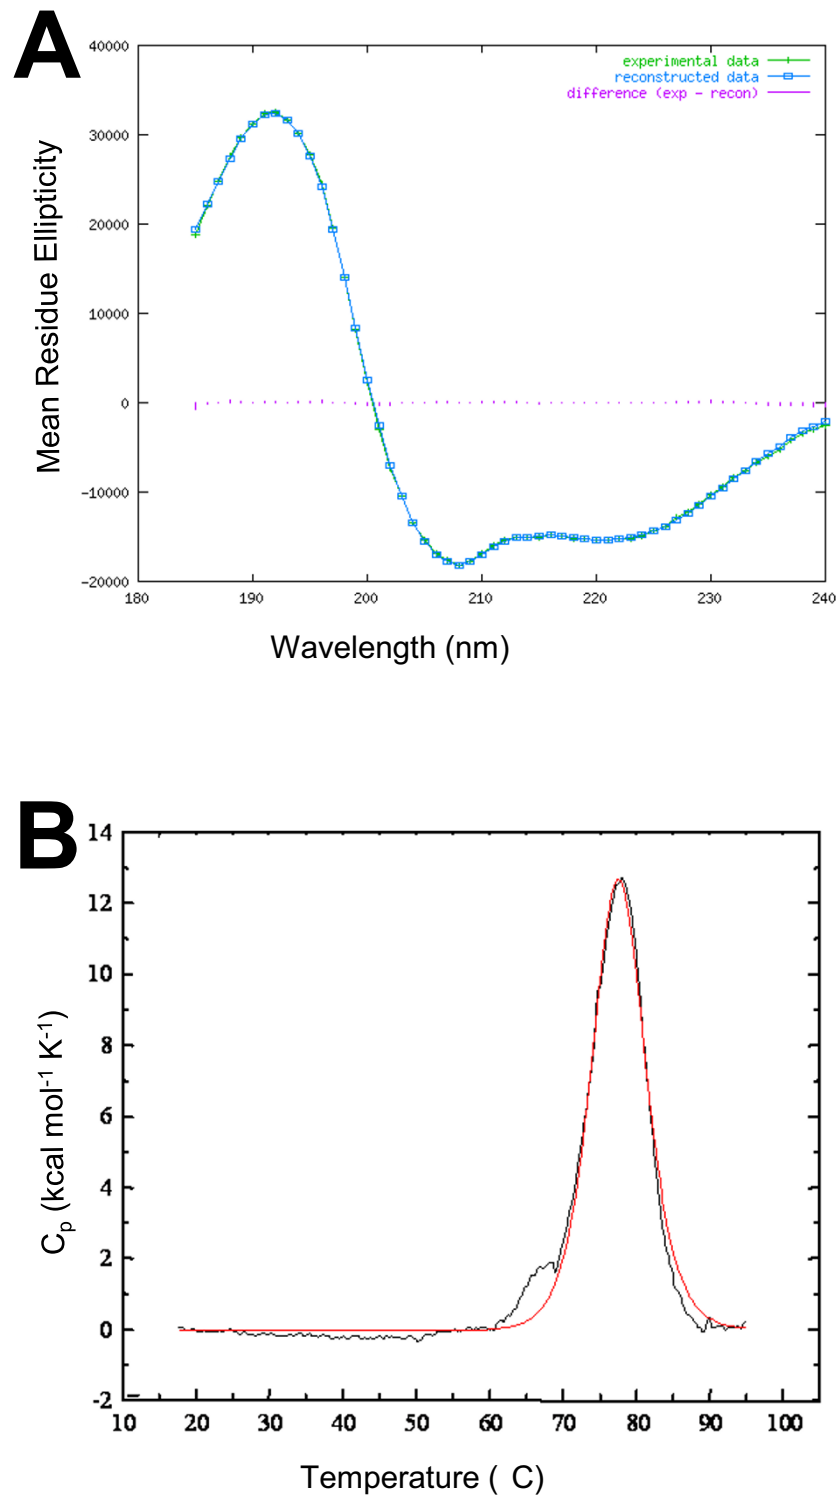 A
40000
30000
20000
10000
0
-10000
-20000
180 190 200 210 220 230 240
experimental data
reconstructed data
difference (exp - recon)
Mean Residue Ellipticity
Wavelength (nm)
B
14
12
10
8
6
4
2
0
-2
10 20 30 40 50 60 70 80 90 100
Cp (kcal mol-1 K-1)
Temperature ( C)